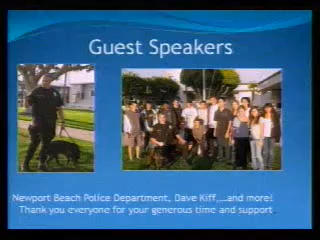 Guest Speakers
Newport Beach Police Department, Dave Kiff,...and more!
Thank you everyone for your generous time and support.